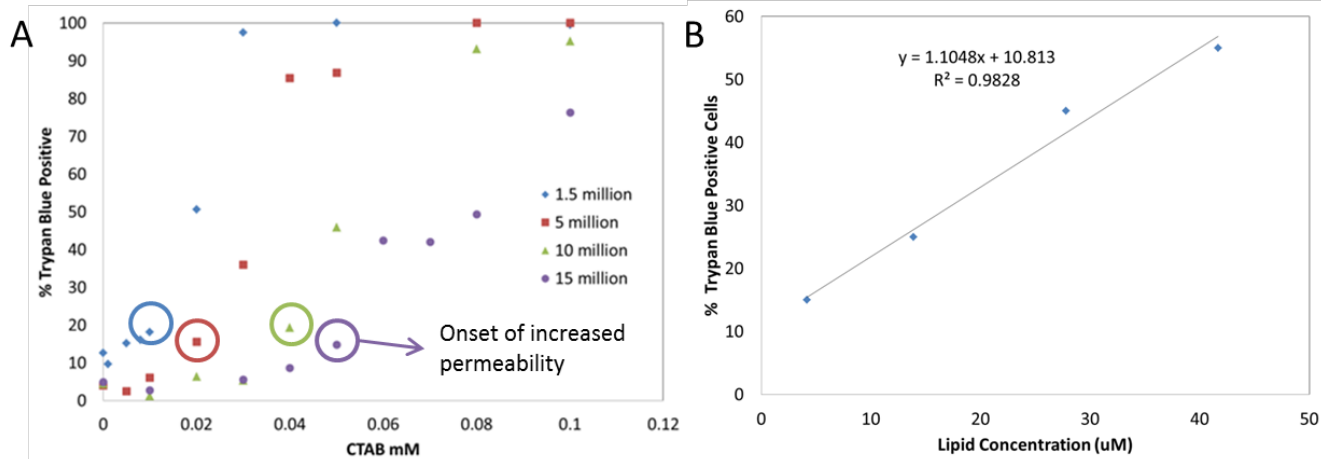 A
% Trypan Blue Positive
100
90
80
70
60
50
40
30
20
10
0
0 0.02 0.04 0.06 0.08 0.1 0.12
CTAB mM
1.5 million
5 million
10 million
15 million
Onset of increased
permeability
B
% Trypan Blue Positive Cells
60
50
40
30
20
10
0
0 10 20 30 40 50
Lipid Concentration (uM)
y = 1.1048x + 10.813
R² = 0.9828